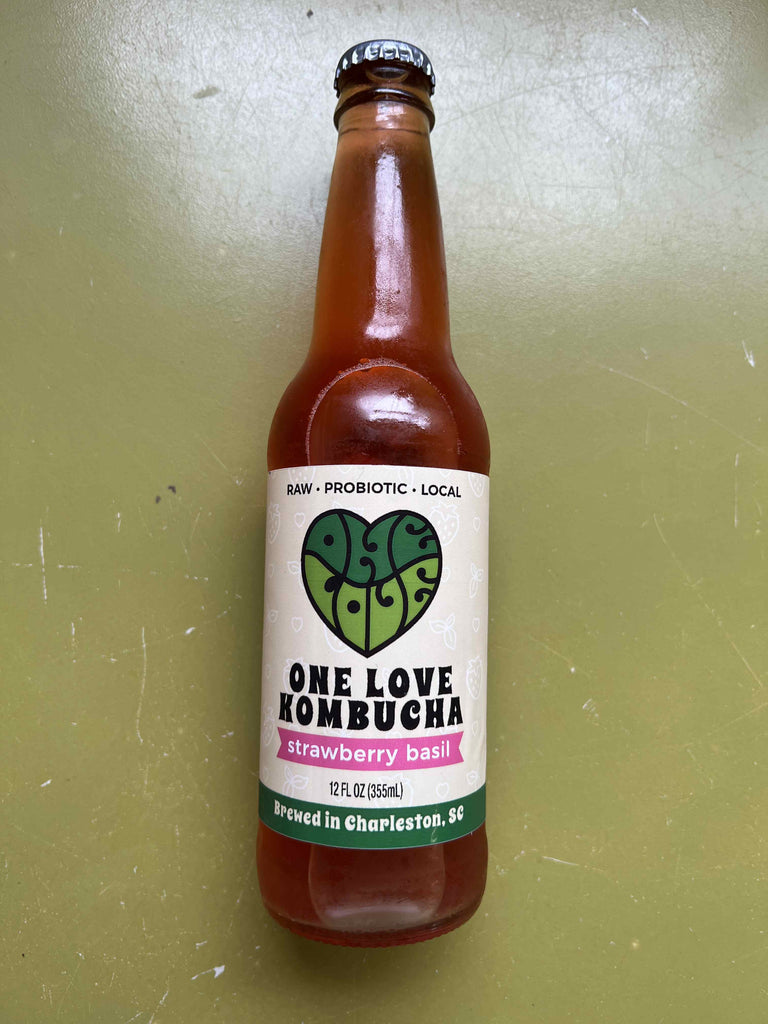 RAW • PROBIOTIC • LOCAL
ONE LOVE
KOMBUCHA
strawberry basil
12 FL OZ (355mL)
Brewed in Charleston, SC